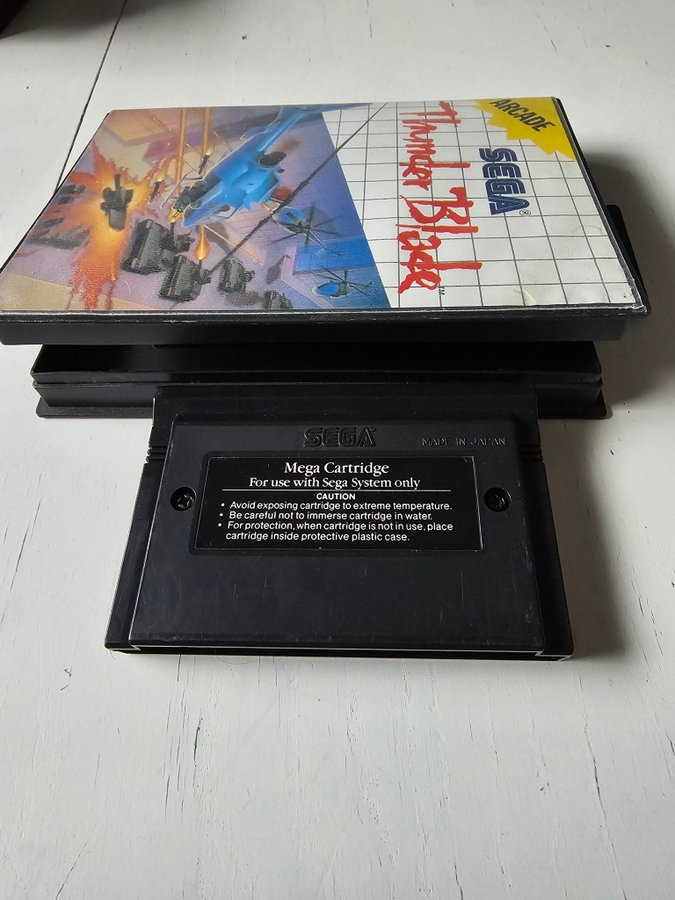 ARCADE
SEGA®
Thunder Blade™
SEGA
MADE IN JAPAN
Mega Cartridge
For use with Sega System only
CAUTION
• Avoid exposing cartridge to extreme temperature.
• Be careful not to immerse cartridge in water.
• For protection, when cartridge is not in use, place
cartridge inside protective plastic case.